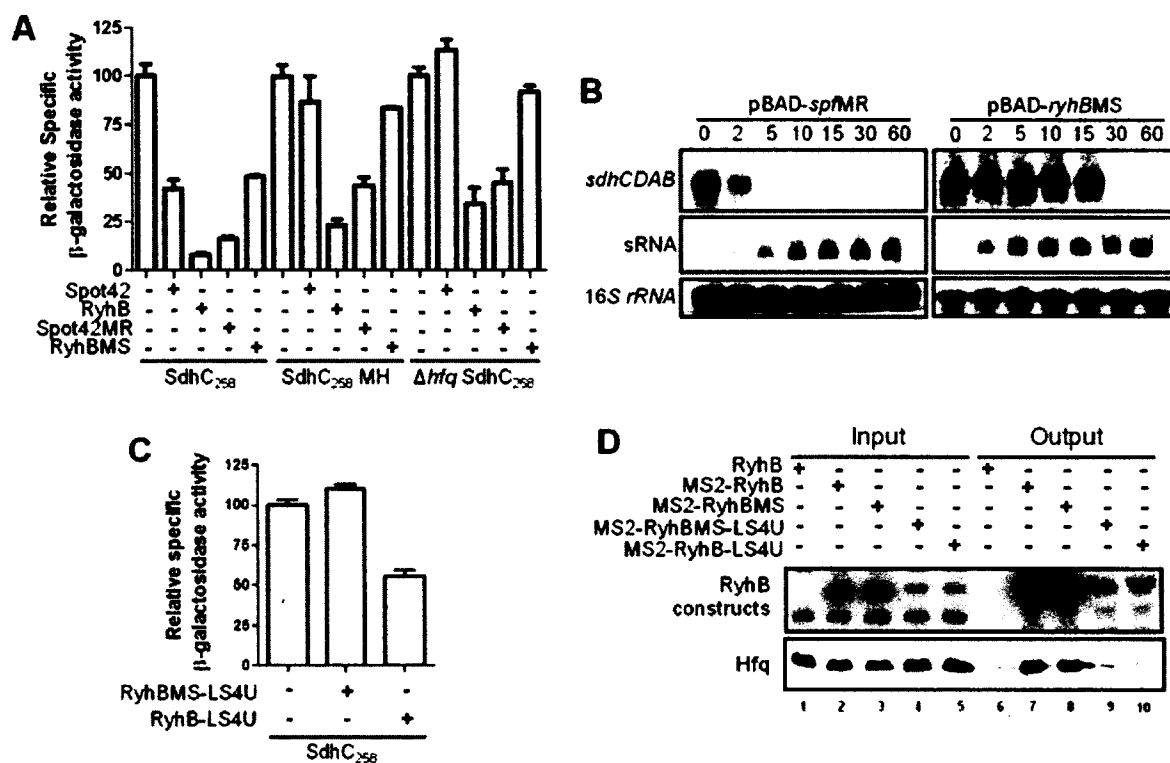 A
Relative Specific
β-galactosidase activity
125
100
75
50
25
0
Spot42 - + - - - - + - - - - + - - -
RyhB - - + - - - - + - - - - + - -
Spot42MR - - - + - - - - + - - - - + -
RyhBMS - - - - + - - - - + - - - - +
SdhC258 SdhC258 MH Δhfq SdhC258
B
pBAD-spfMR pBAD-ryhBMS
0 2 5 10 15 30 60 0 2 5 10 15 30 60
sdhCDAB
sRNA
16S rRNA
C
Relative specific
β-galactosidase activity
125
100
75
50
25
0
RyhBMS-LS4U - + -
RyhB-LS4U - - +
SdhC258
D
Input Output
RyhB + - - - - + - - - -
MS2-RyhB - + - - - - + - - -
MS2-RyhBMS - - + - - - - + - -
MS2-RyhBMS-LS4U - - - + - - - - + -
MS2-RyhB-LS4U - - - - + - - - - +
RyhB
constructs
Hfq
1 2 3 4 5 6 7 8 9 10